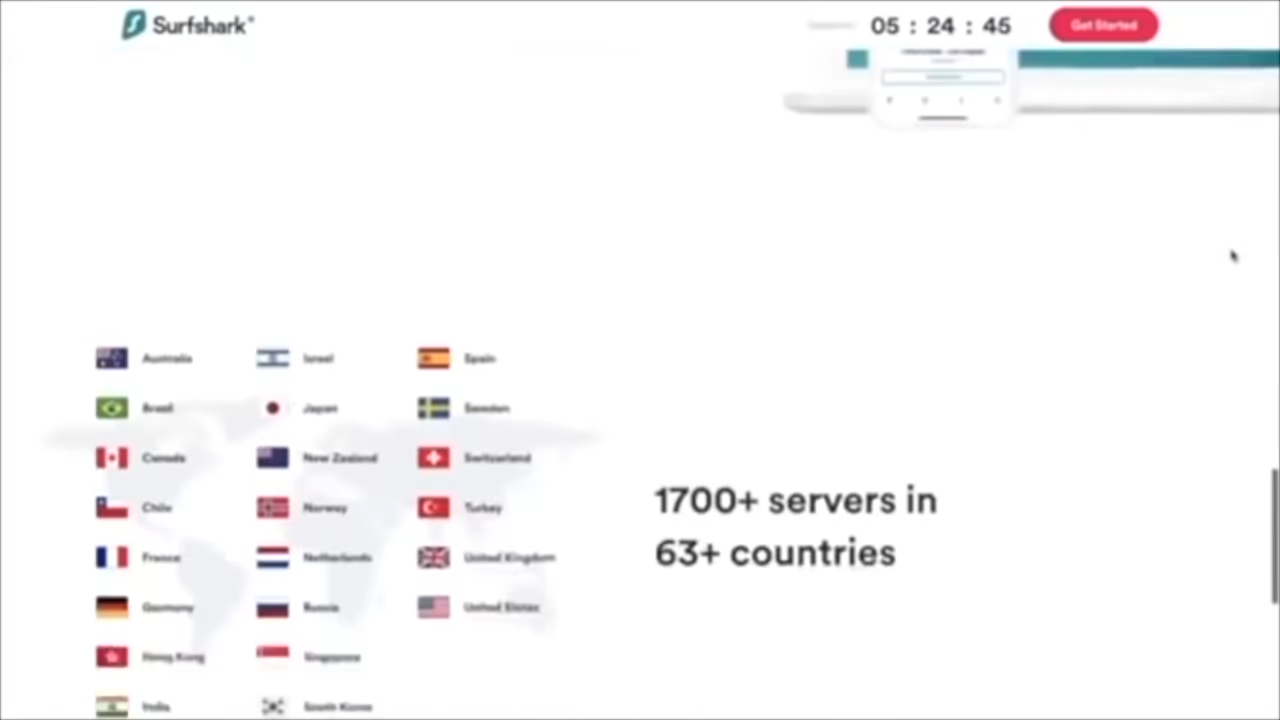 Surfshark®
05 : 24 : 45
Get Started
Australia
Israel
Spain
Brazil
Japan
Sweden
Canada
New Zealand
Switzerland
Chile
Norway
Turkey
France
Netherlands
United Kingdom
Germany
Russia
United States
Hong Kong
Singapore
India
South Korea
1700+ servers in
63+ countries